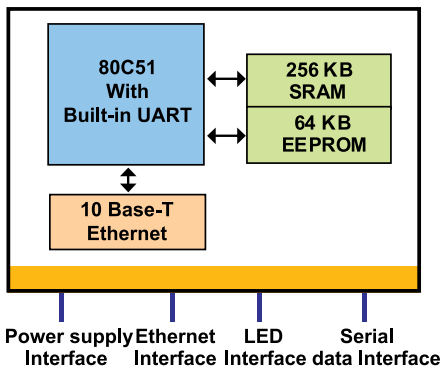 80C51
With
Built-in UART
256 KB
SRAM
64 KB
EEPROM
10 Base-T
Ethernet
Power supply
Interface
Ethernet
Interface
LED
Interface
Serial
data Interface